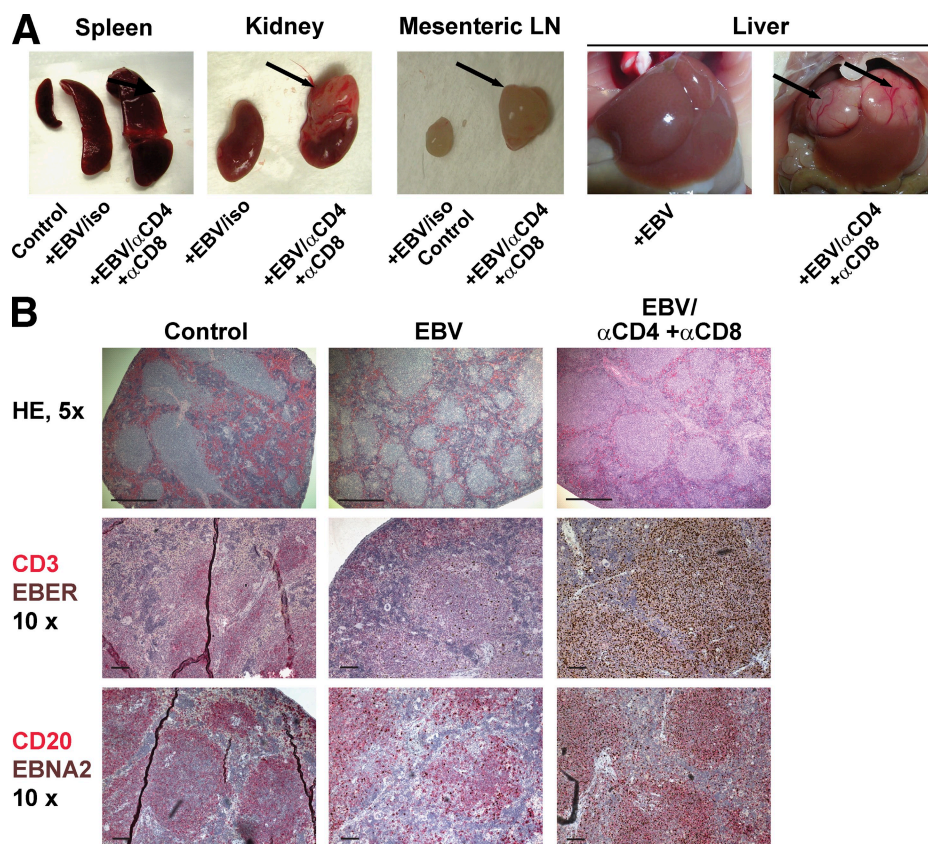 A
Spleen
Kidney
Mesenteric LN
Liver
Control
+EBV/iso
+EBV/αCD4
+αCD8
+EBV/iso
+EBV/αCD4
+αCD8
+EBV/iso
Control
+EBV/αCD4
+αCD8
+EBV
+EBV/αCD4
+αCD8
B
Control
EBV
EBV/
αCD4 +αCD8
HE, 5x
CD3
EBER
10 x
CD20
EBNA2
10 x